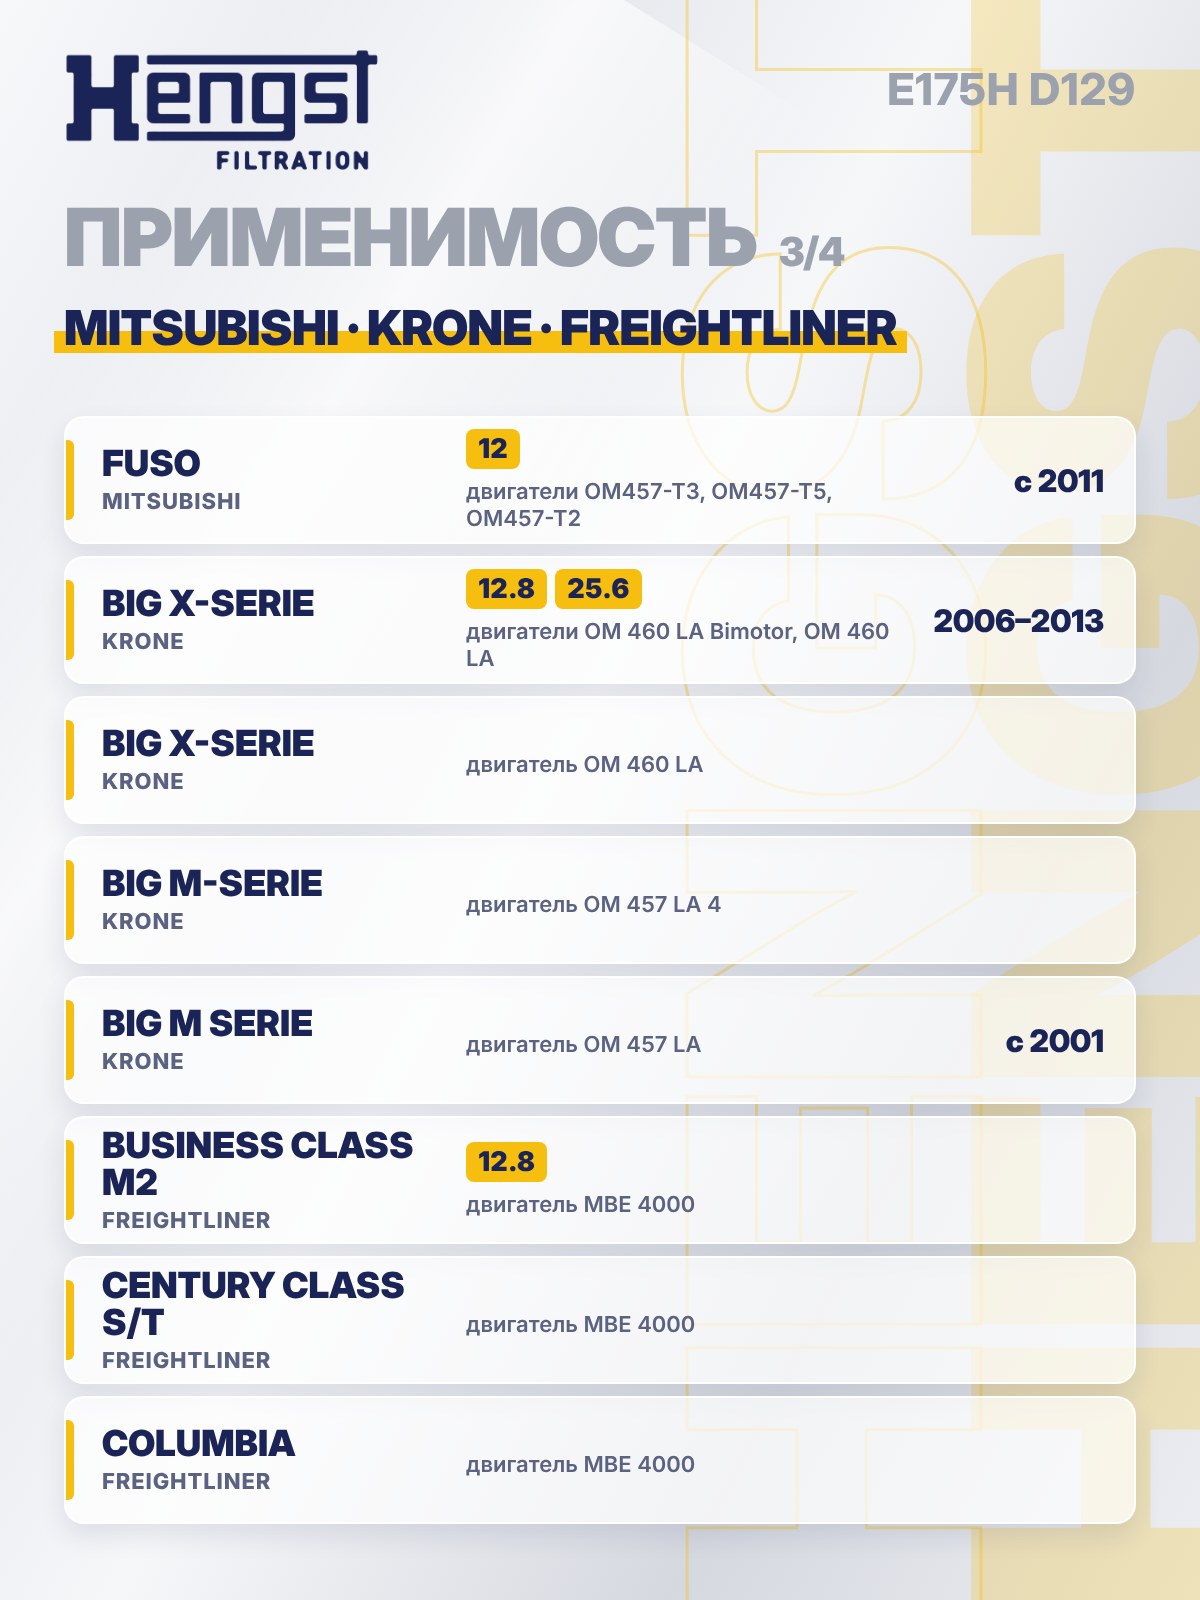 Hengst
FILTRATION
E175H D129
ПРИМЕНИМОСТЬ 3/4
MITSUBISHI · KRONE · FREIGHTLINER
FUSO
MITSUBISHI
12
двигатели OM457-T3, OM457-T5,
OM457-T2
с 2011
BIG X-SERIE
KRONE
12.8 25.6
двигатели OM 460 LA Bimotor, OM 460
LA
2006–2013
BIG X-SERIE
KRONE
двигатель OM 460 LA
BIG M-SERIE
KRONE
двигатель OM 457 LA 4
BIG M SERIE
KRONE
двигатель OM 457 LA
с 2001
BUSINESS CLASS
M2
FREIGHTLINER
12.8
двигатель MBE 4000
CENTURY CLASS
S/T
FREIGHTLINER
двигатель MBE 4000
COLUMBIA
FREIGHTLINER
двигатель MBE 4000
HENGST
HENGST